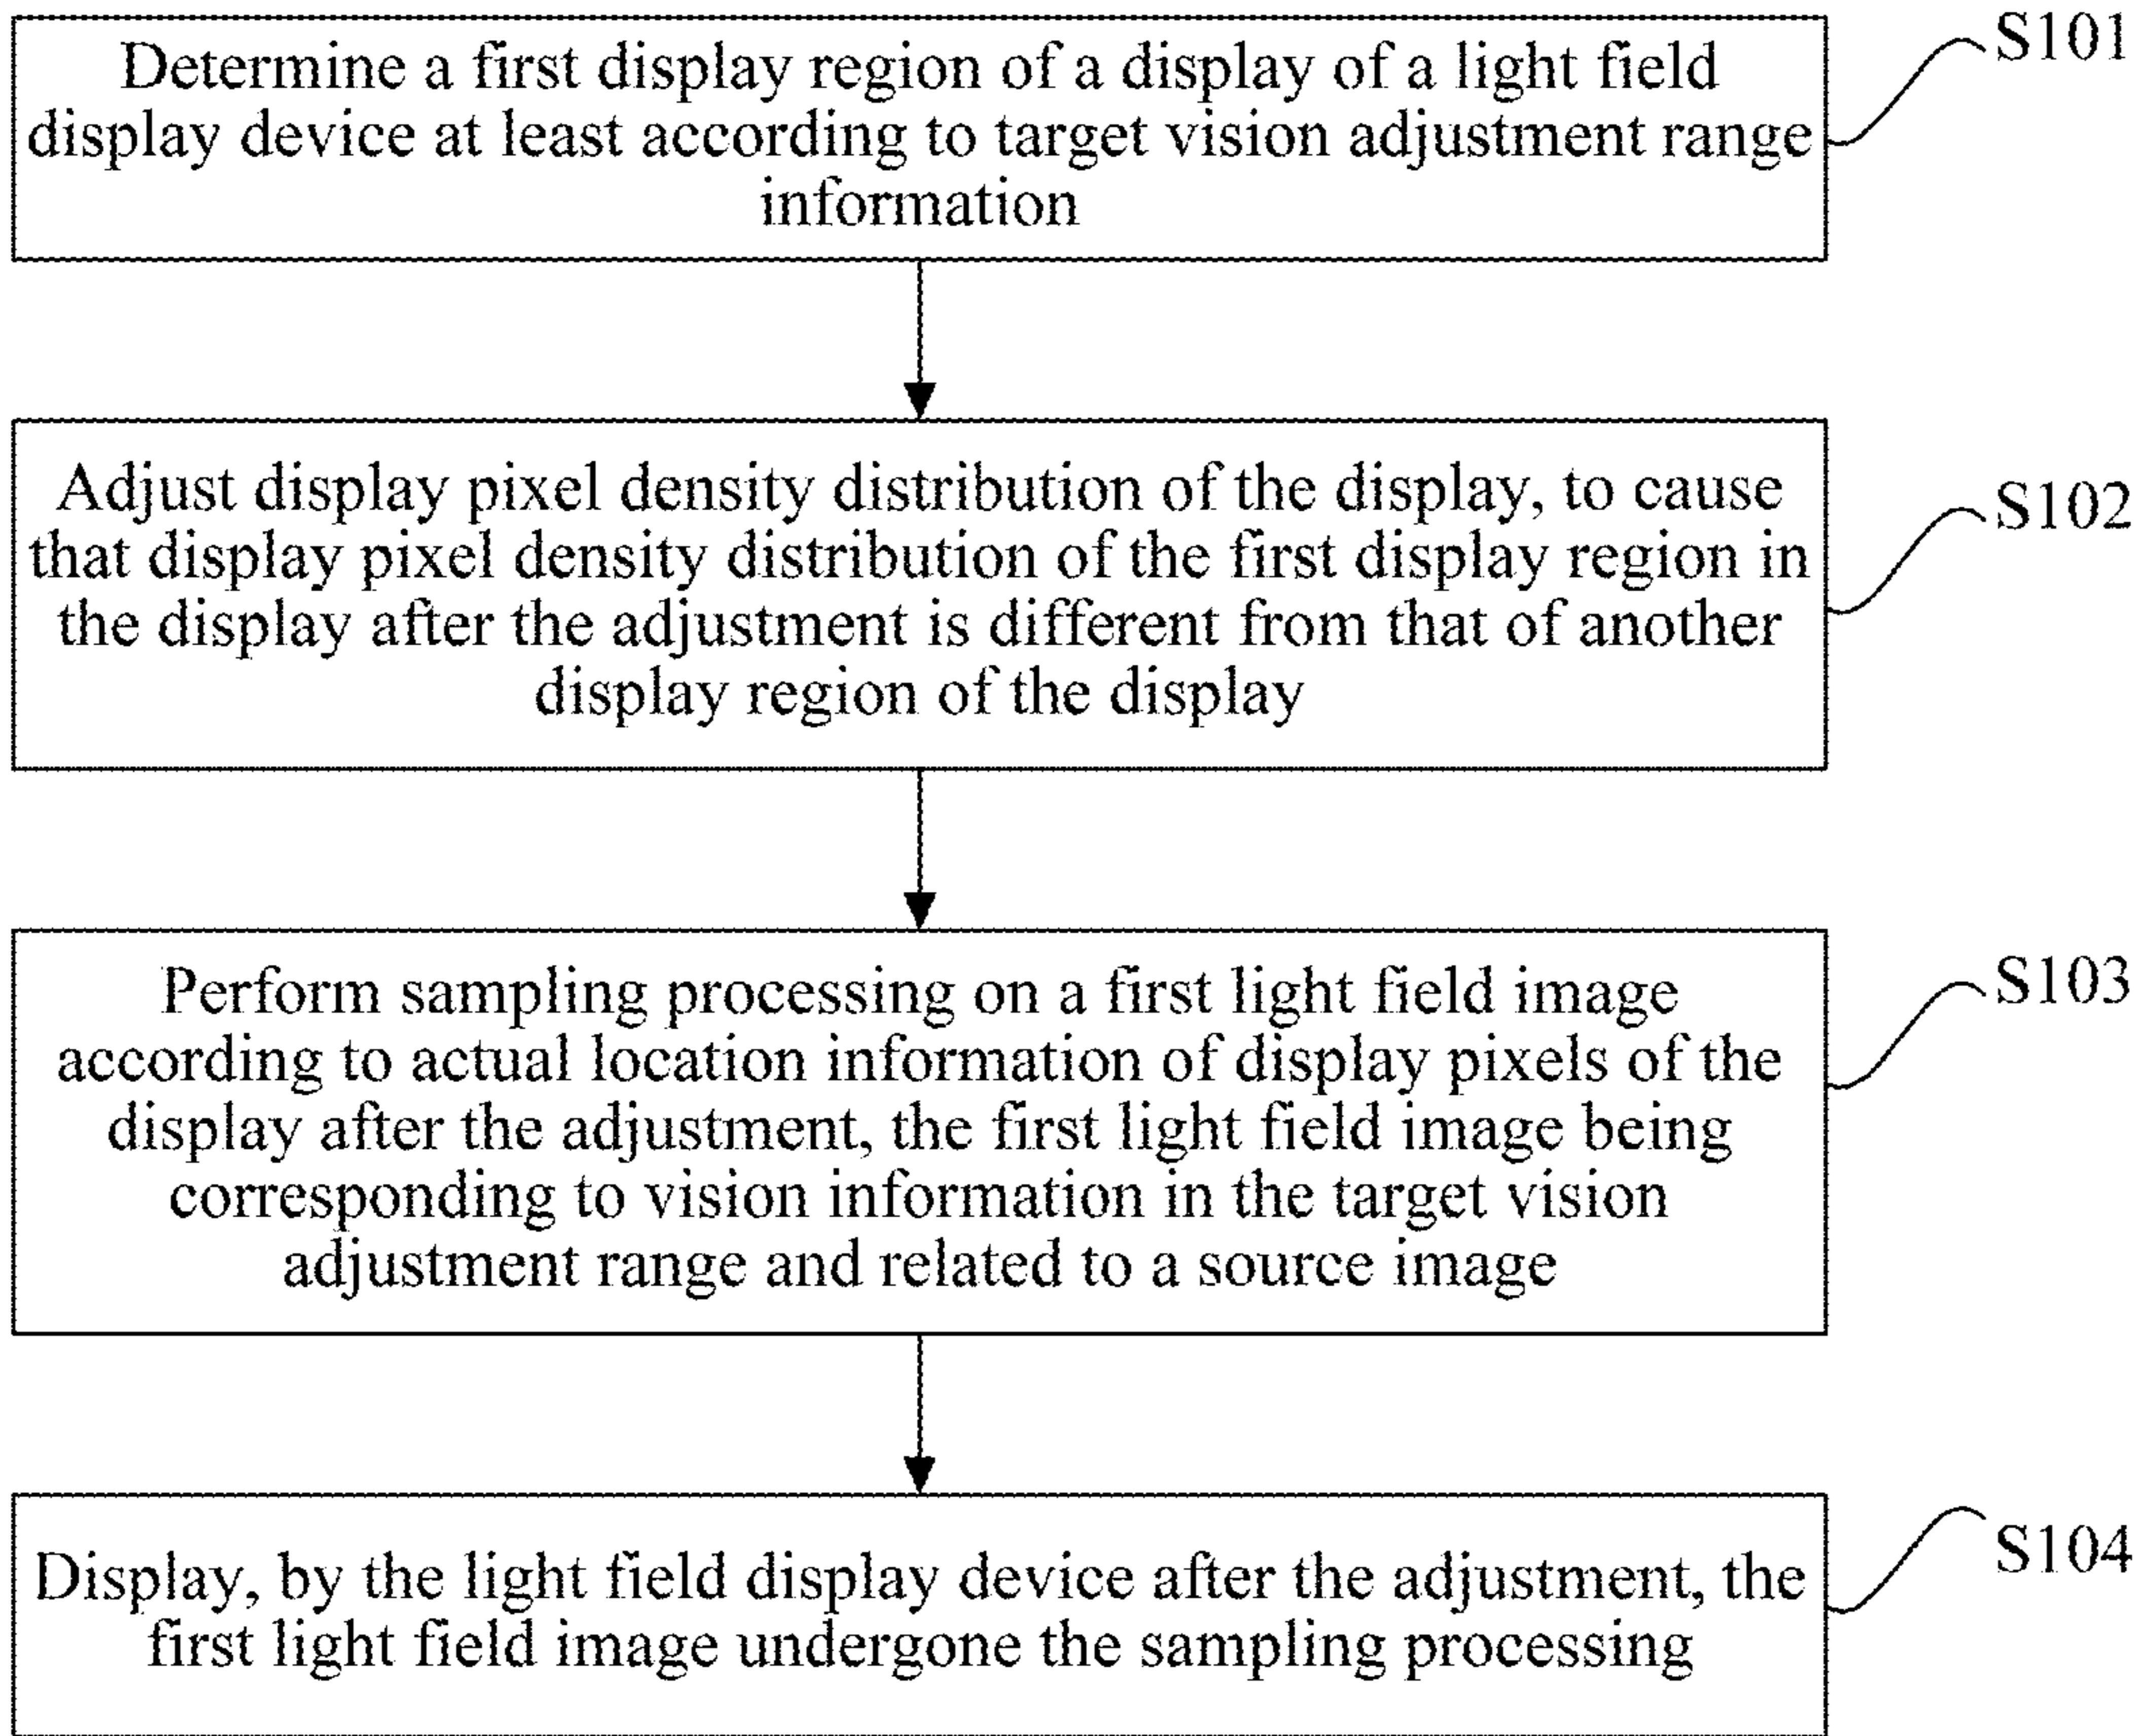 Determine a first display region of a display of a light field
display device at least according to target vision adjustment range
information
S101
Adjust display pixel density distribution of the display, to cause
that display pixel density distribution of the first display region in
the display after the adjustment is different from that of another
display region of the display
S102
Perform sampling processing on a first light field image
according to actual location information of display pixels of the
display after the adjustment, the first light field image being
corresponding to vision information in the target vision
adjustment range and related to a source image
S103
Display, by the light field display device after the adjustment, the
first light field image undergone the sampling processing
S104